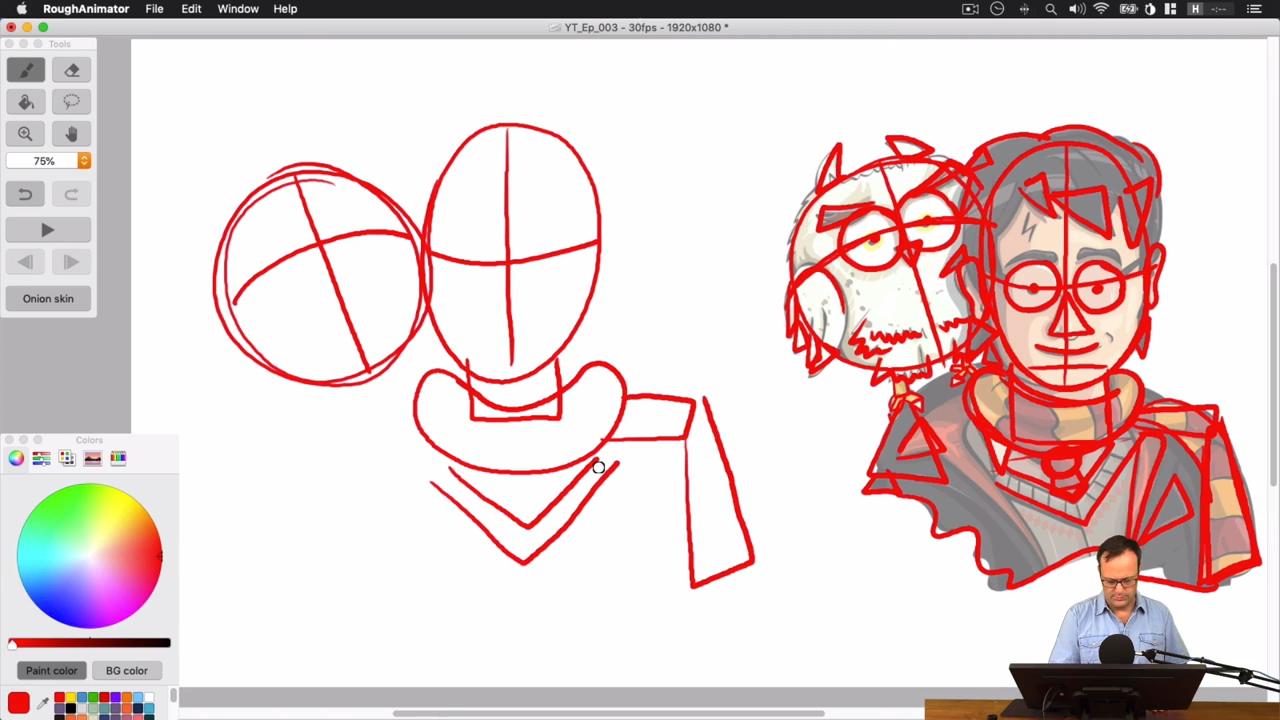 RoughAnimator File Edit Window Help
H -:--
YT_Ep_003 - 30fps - 1920x1080 *
Tools
75%
Onion skin
Colors
Paint color BG color